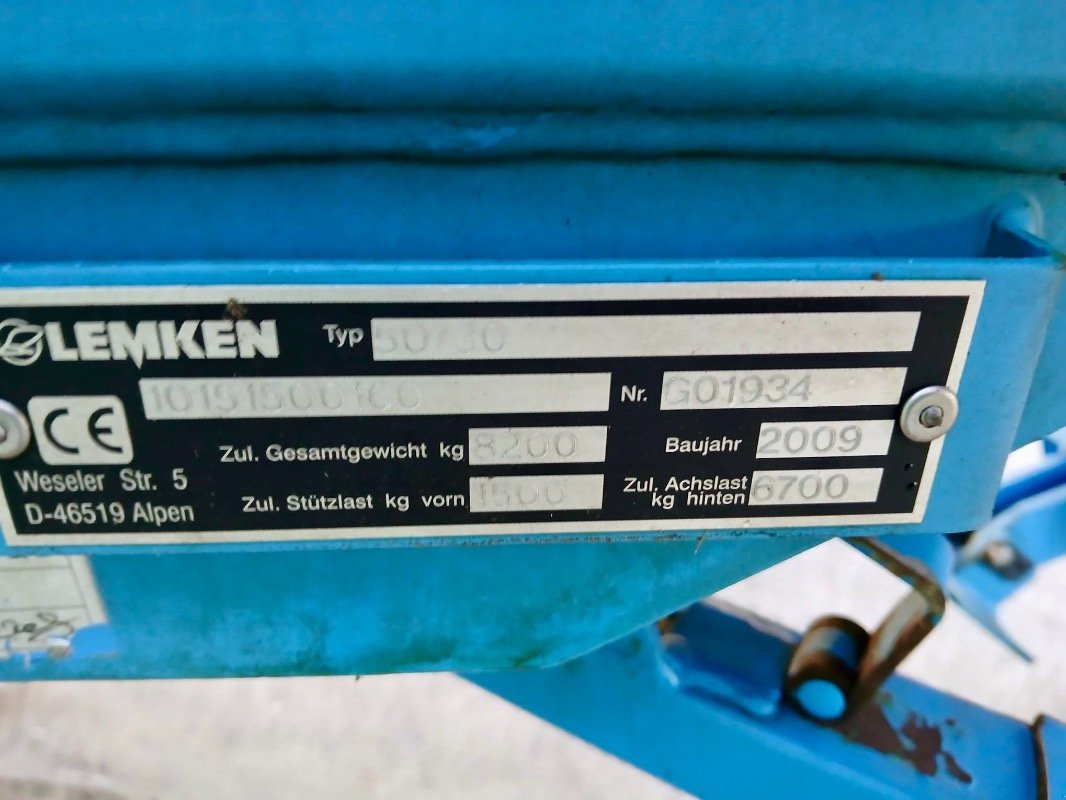 LEMKEN Typ 50/30
10151500160 Nr. G01934
CE Zul. Gesamtgewicht kg 8200 Baujahr 2009
Weseler Str. 5
D-46519 Alpen
Zul. Stützlast kg vorn 1500 Zul. Achslast kg hinten 6700